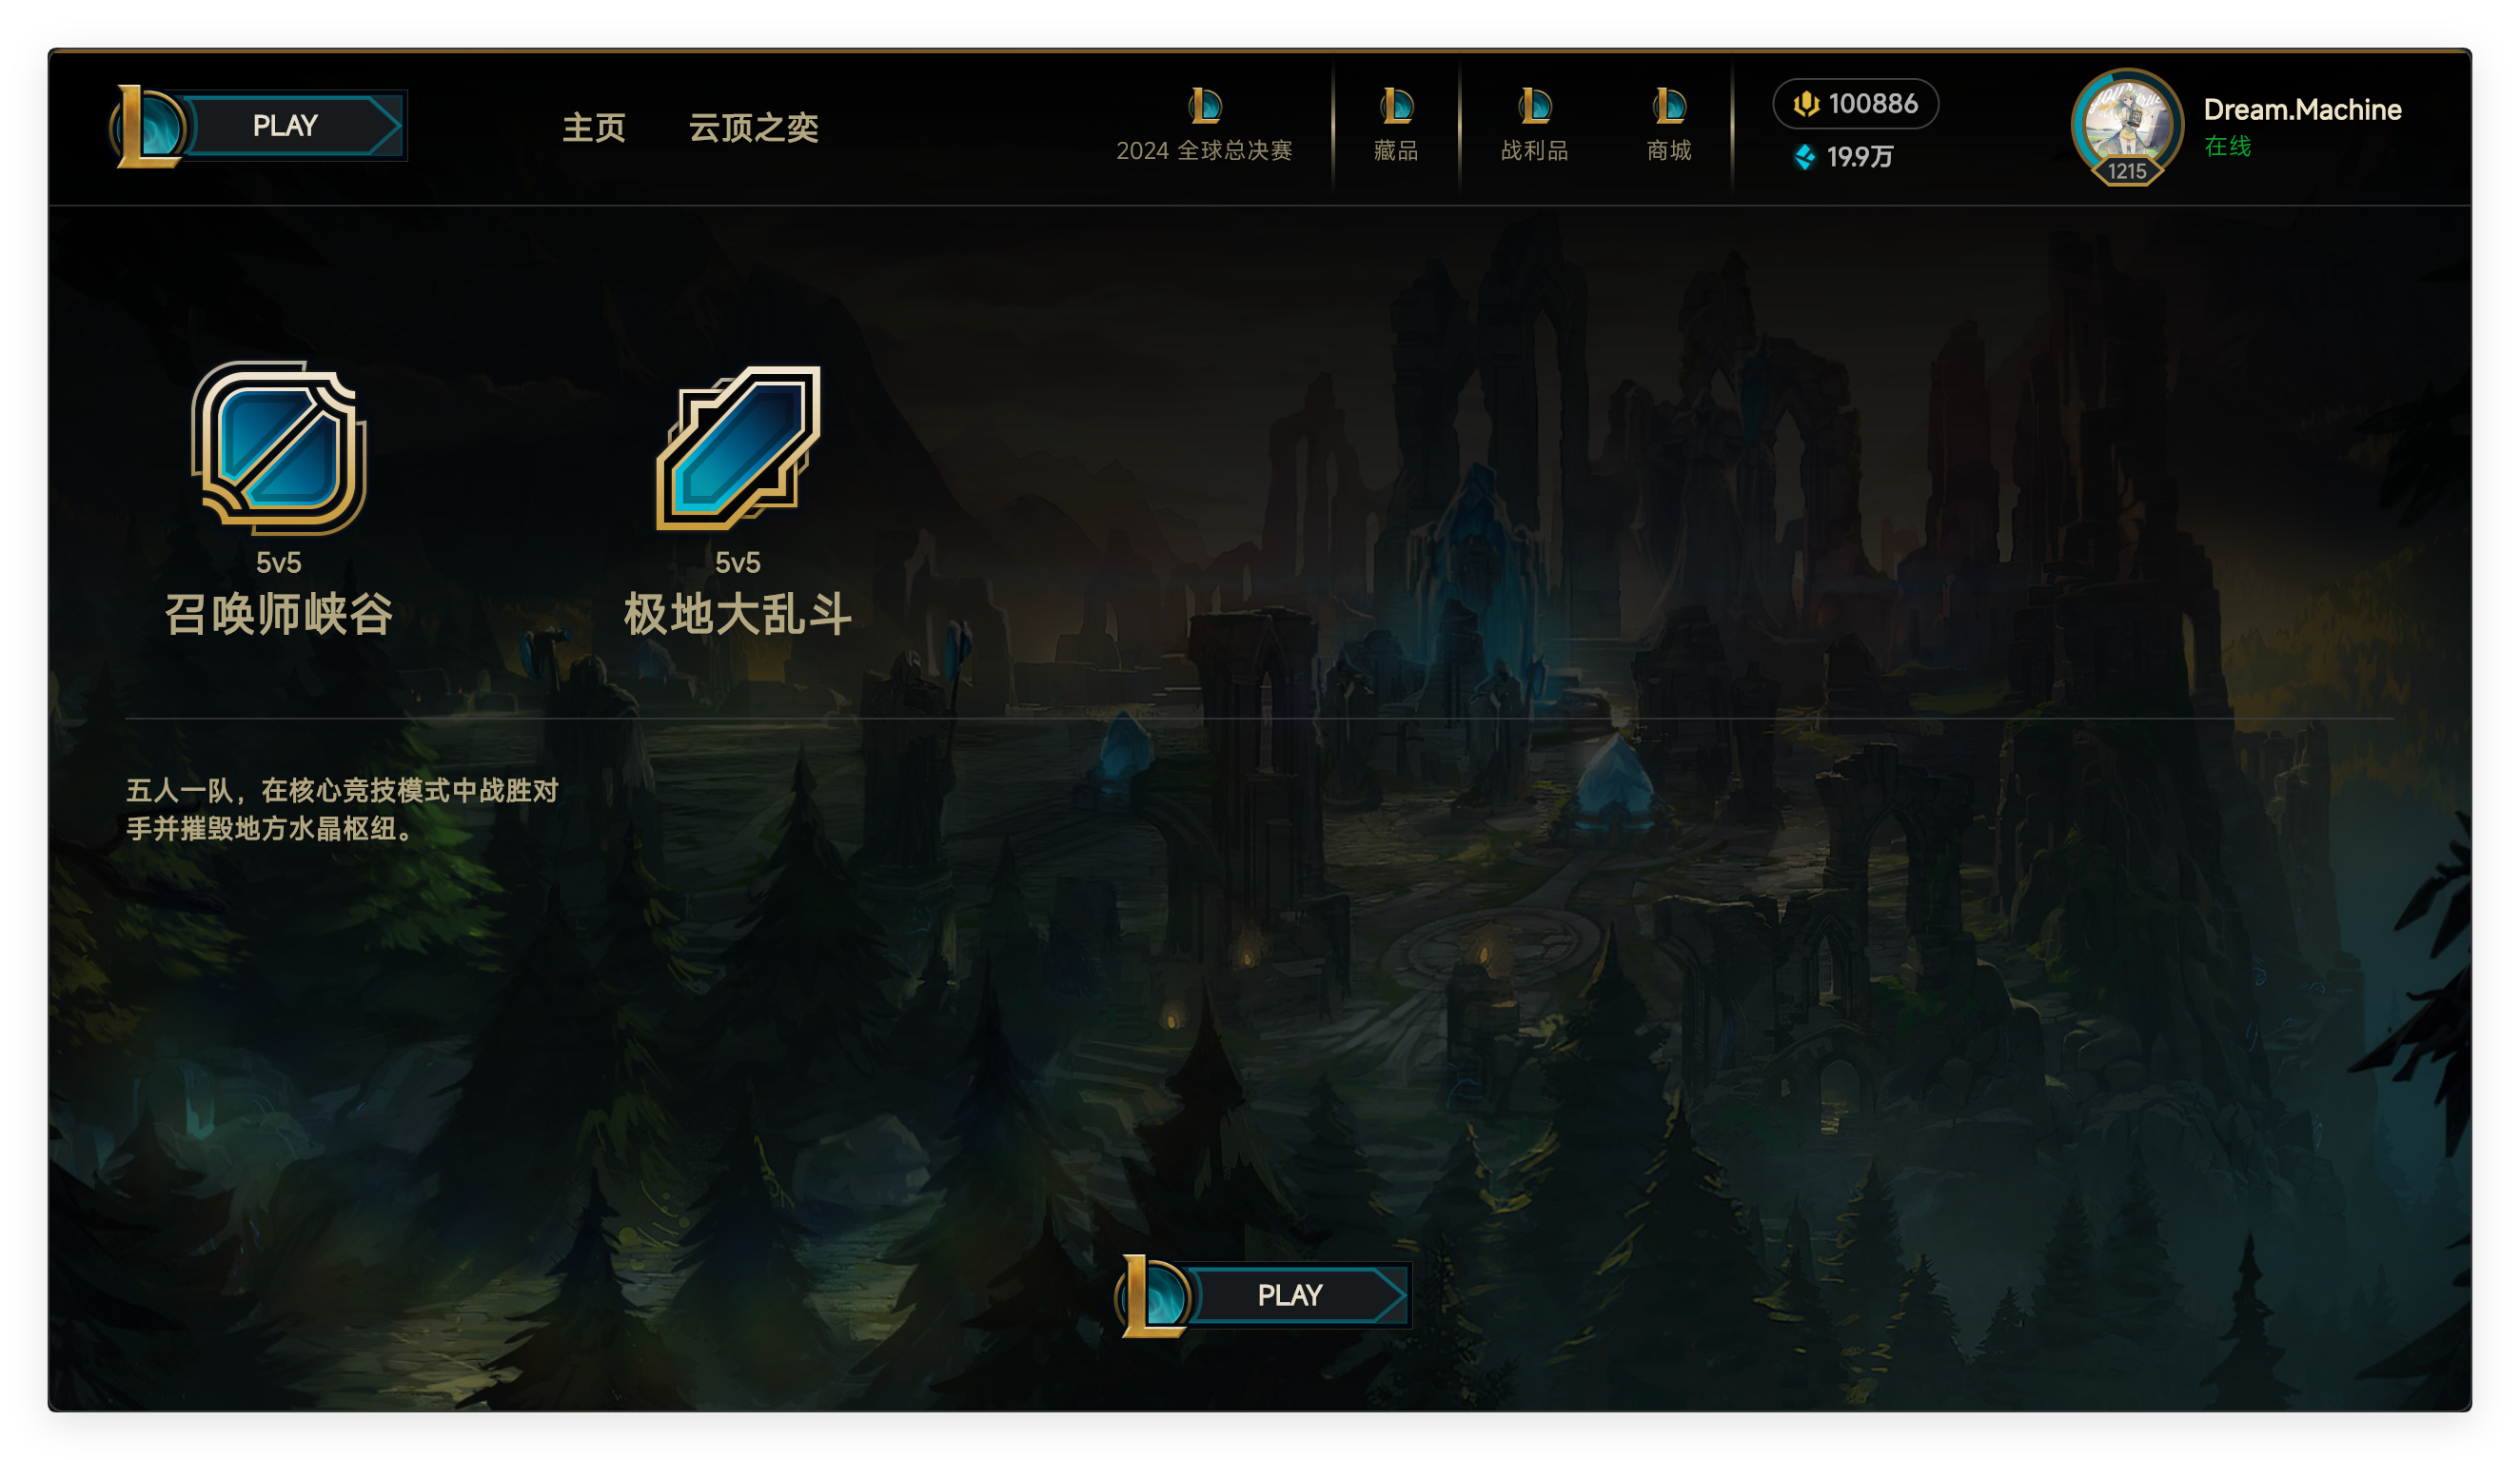 PLAY
主页
云顶之奕
2024 全球总决赛
藏品
战利品
商城
100886
19.9万
1215
Dream.Machine
在线
5v5
召唤师峡谷
5v5
极地大乱斗
五人一队，在核心竞技模式中战胜对
手并摧毁地方水晶枢纽。
PLAY